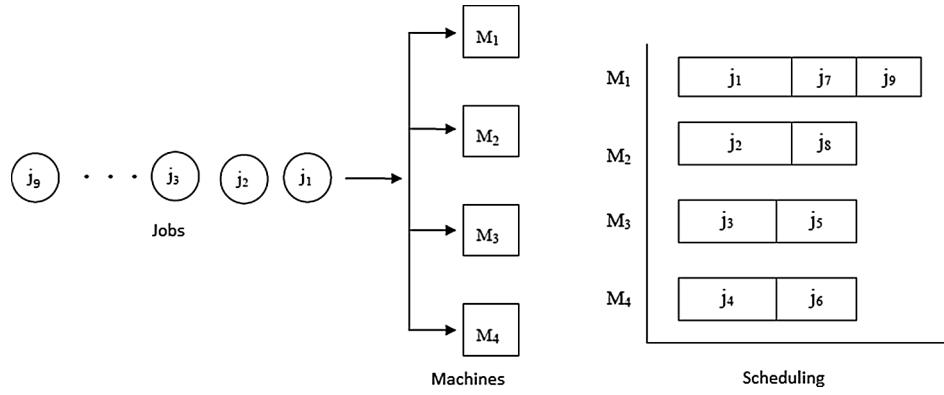 j₉ · · · j₃ j₂ j₁
Jobs
M₁
M₂
M₃
M₄
Machines
M₁ j₁ j₇ j₉
M₂ j₂ j₈
M₃ j₃ j₅
M₄ j₄ j₆
Scheduling